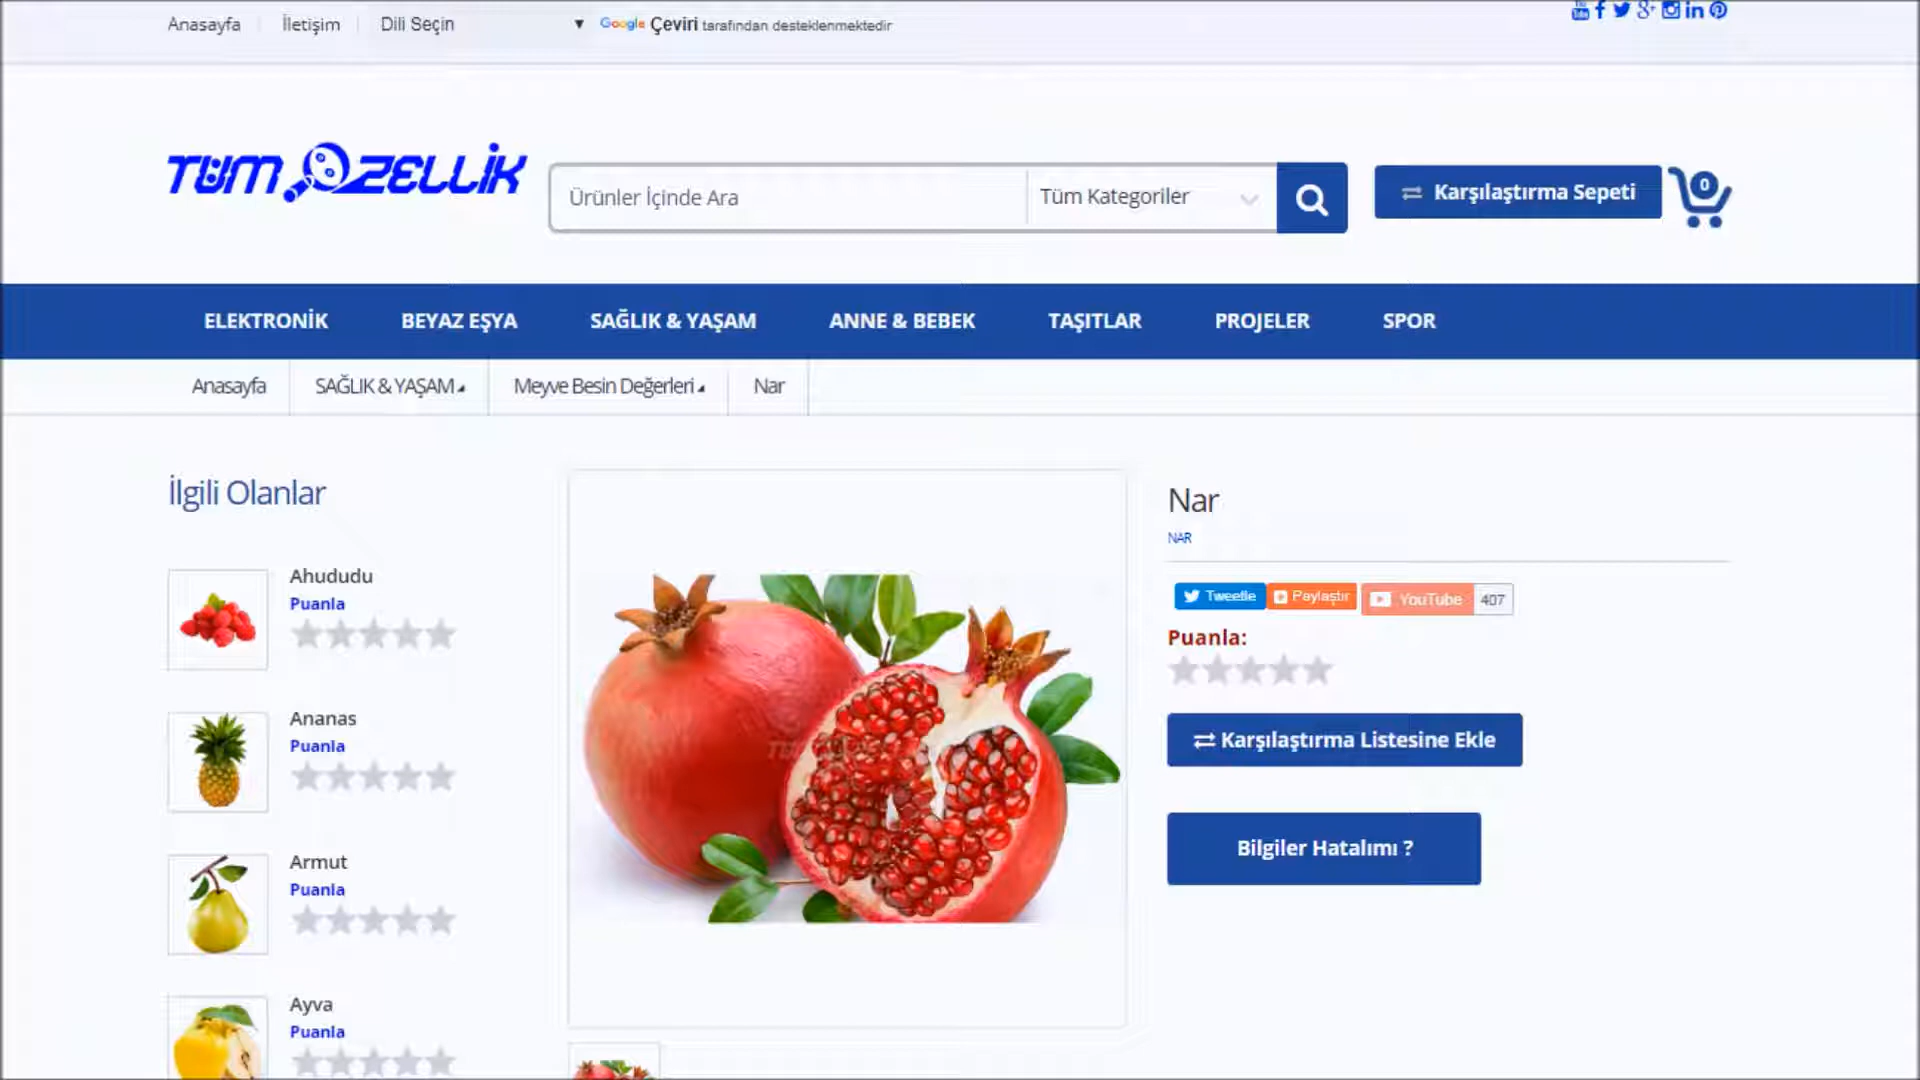 Anasayfa İletişim Dili Seçin ▼ Google Çeviri tarafından desteklenmektedir
TÜM ÖZELLİK
Ürünler İçinde Ara Tüm Kategoriler
Karşılaştırma Sepeti 0
ELEKTRONİK BEYAZ EŞYA SAĞLIK & YAŞAM ANNE & BEBEK TAŞITLAR PROJELER SPOR
Anasayfa SAĞLIK & YAŞAM Meyve Besin Değerleri Nar
İlgili Olanlar
Ahududu
Puanla
Ananas
Puanla
Armut
Puanla
Ayva
Puanla
Nar
NAR
Tweetle Paylaştır YouTube 407
Puanla:
Karşılaştırma Listesine Ekle
Bilgiler Hatalımı ?